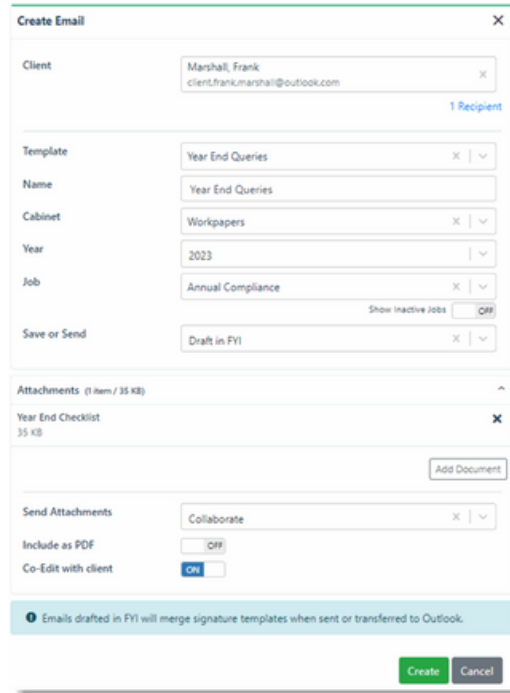 Create Email
Client
Marshall, Frank
client.frank.marshall@outlook.com
1 Recipient
Template
Year End Queries
Name
Year End Queries
Cabinet
Workpapers
Year
2023
Job
Annual Compliance
Show Inactive Jobs OFF
Save or Send
Draft in FYI
Attachments (1 item / 35 KB)
Year End Checklist
35 KB
Add Document
Send Attachments
Collaborate
Include as PDF
OFF
Co-Edit with client
ON
Emails drafted in FYI will merge signature templates when sent or transferred to Outlook.
Create Cancel